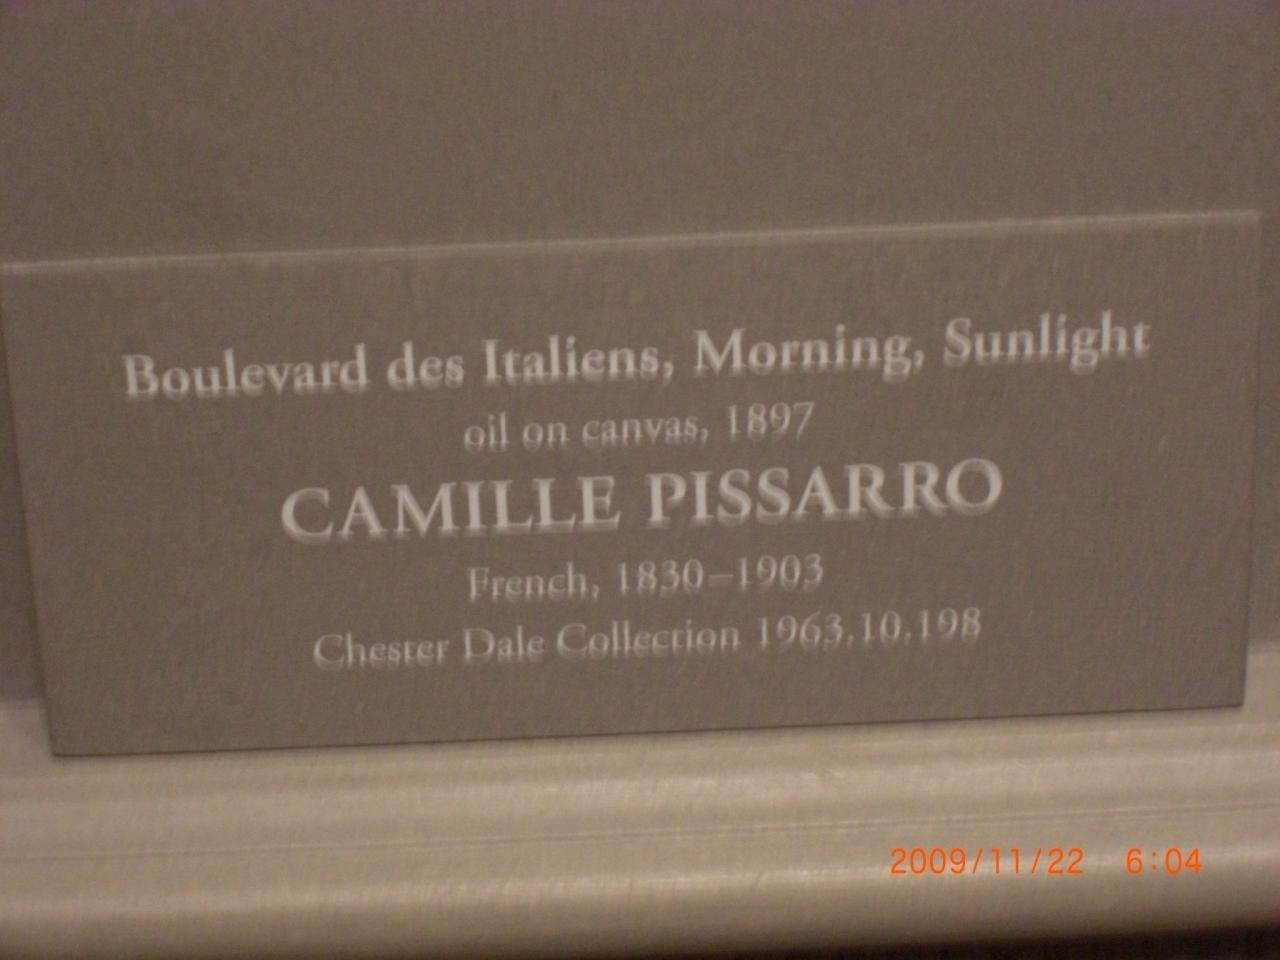 Boulevard des Italiens, Morning, Sunlight
oil on canvas, 1897
CAMILLE PISSARRO
French, 1830–1903
Chester Dale Collection 1963.10.198
2009/11/22 6:04